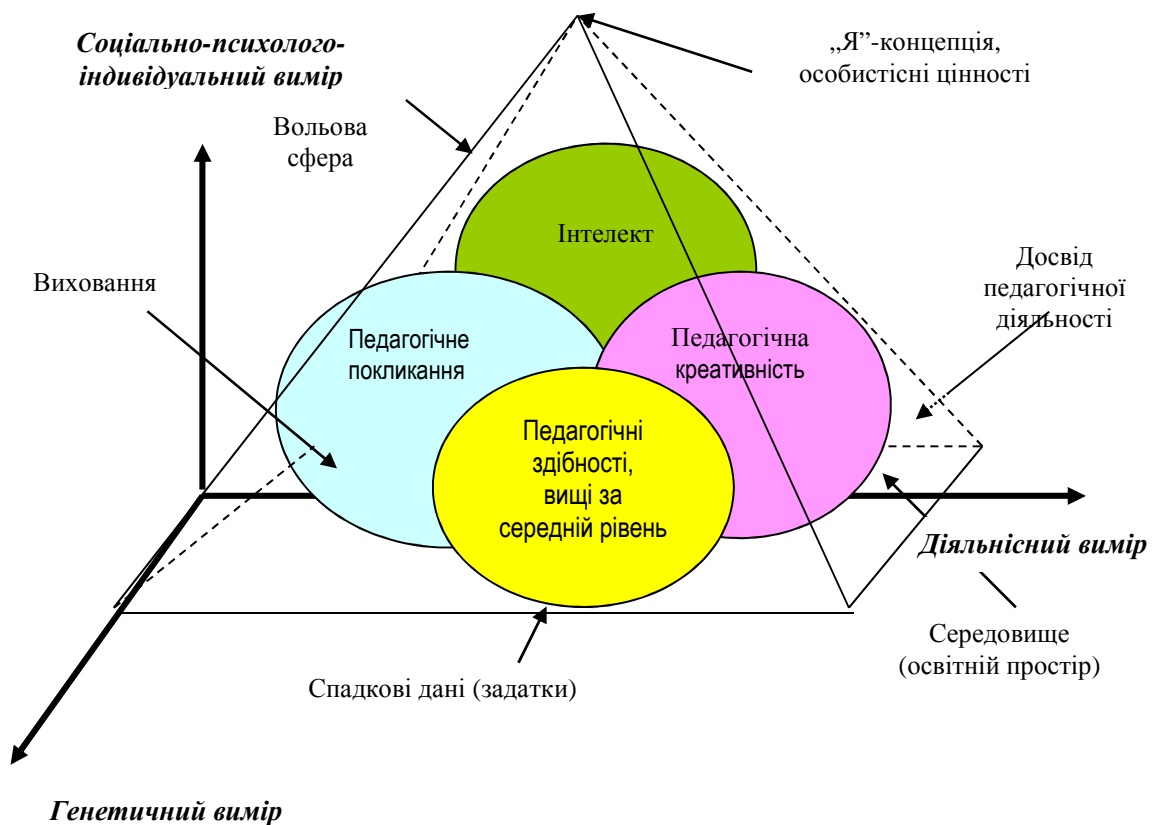 Соціально-психолого-
індивідуальний вимір
„Я”-концепція,
особистісні цінності
Вольова
сфера
Інтелект
Виховання
Досвід
педагогічної
діяльності
Педагогічне
покликання
Педагогічна
креативність
Педагогічні
здібності,
вищі за
середній рівень
Діяльнісний вимір
Середовище
(освітній простір)
Спадкові дані (задатки)
Генетичний вимір